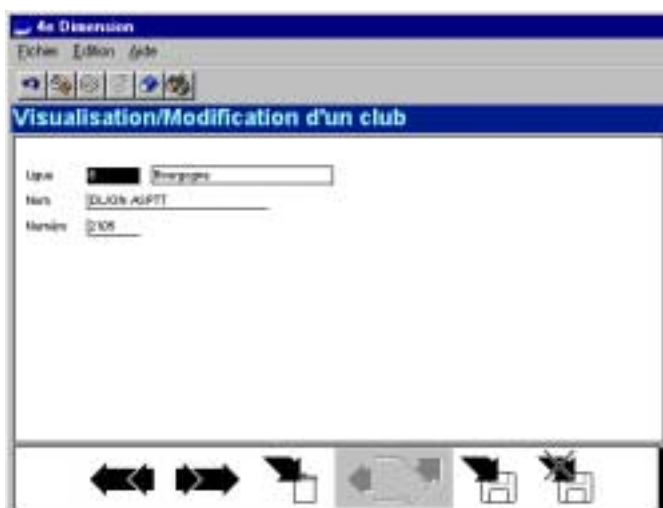 4e Dimension
Fichier Edition Aide
Visualisation/Modification d'un club
Ligue Bourgogne
Nom DIJON ASPTT
Numéro 2105